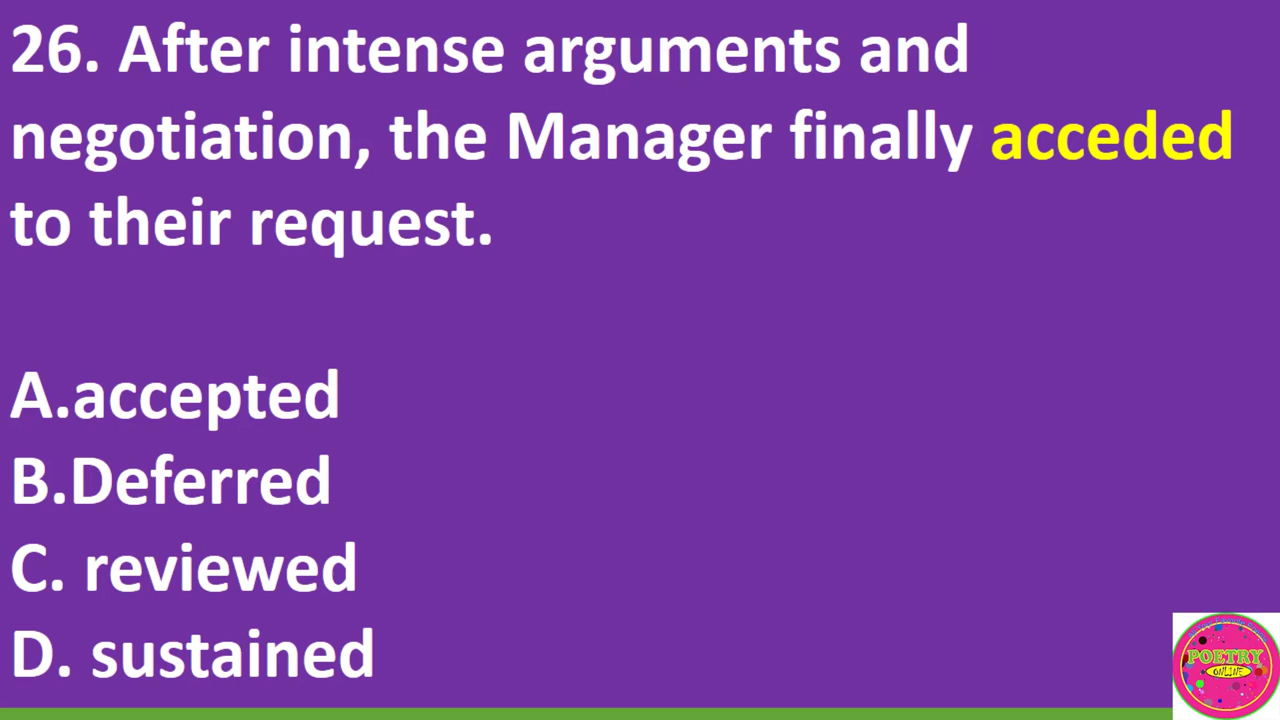 26. After intense arguments and
negotiation, the Manager finally acceded
to their request.
A.accepted
B.Deferred
C. reviewed
D. sustained
POETRY
ONLINE